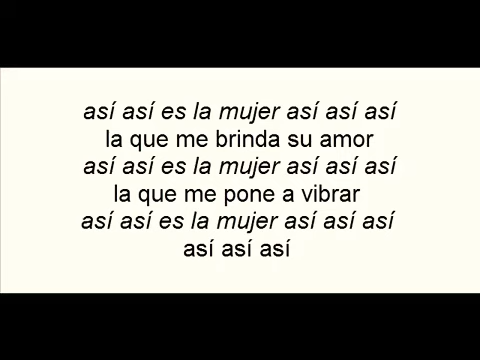 así así es la mujer así así así
la que me brinda su amor
así así es la mujer así así así
la que me pone a vibrar
así así es la mujer así así así
así así así